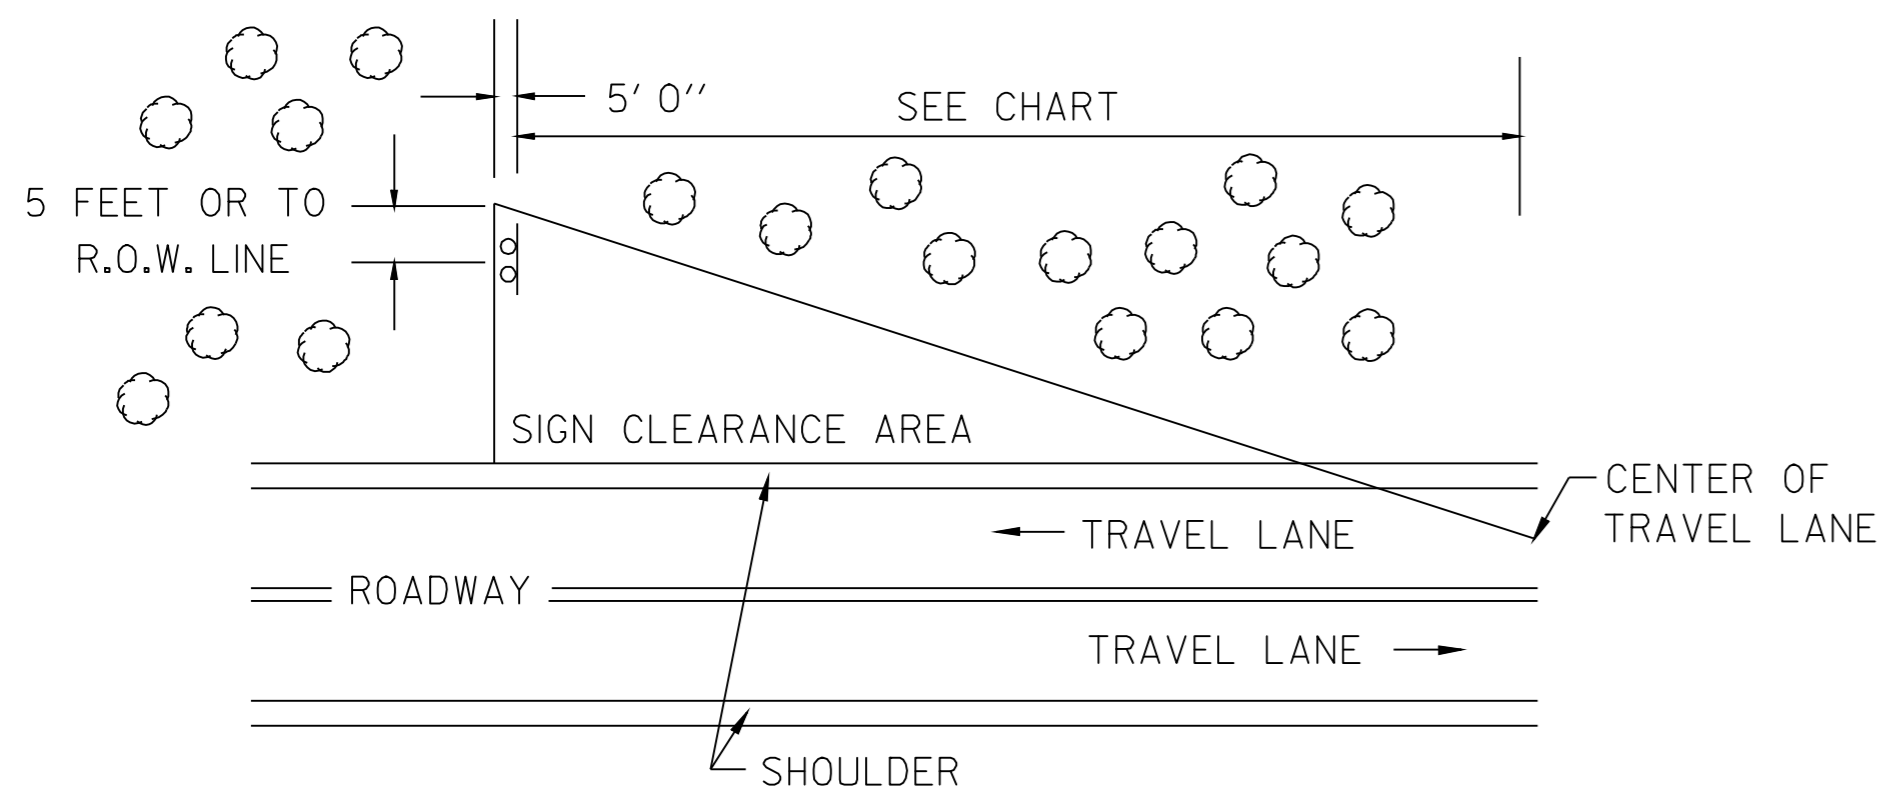 5' 0''
SEE CHART
5 FEET OR TO
R.O.W. LINE
SIGN CLEARANCE AREA
CENTER OF
TRAVEL LANE
TRAVEL LANE
ROADWAY
TRAVEL LANE
SHOULDER